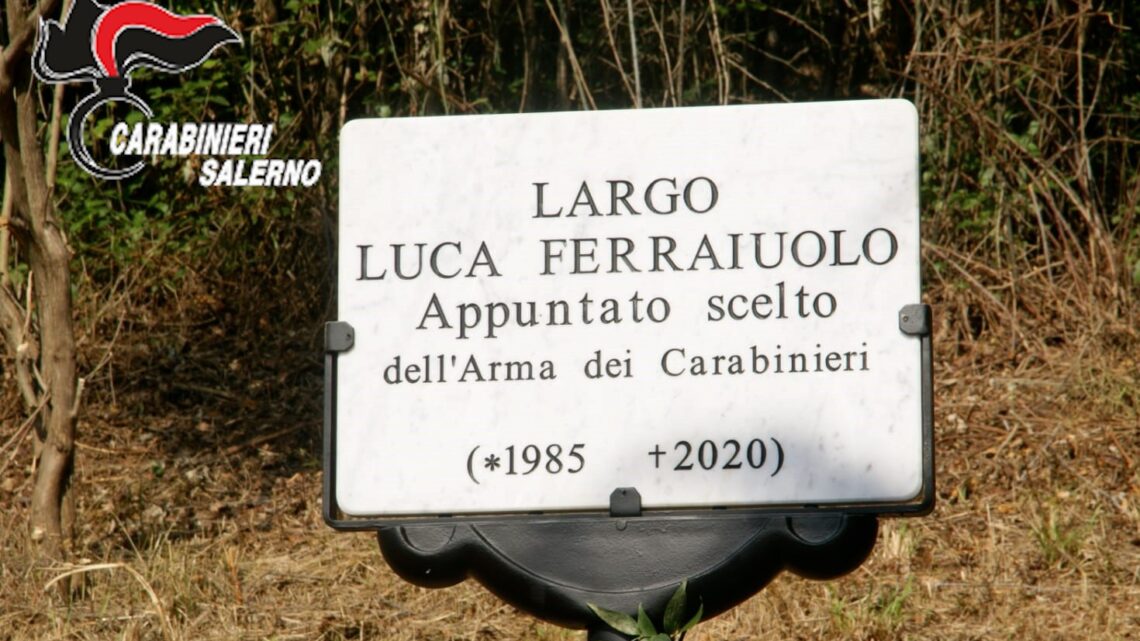 CARABINIERI
SALERNO
LARGO
LUCA FERRAIUOLO
Appuntato scelto
dell'Arma dei Carabinieri
(*1985 †2020)